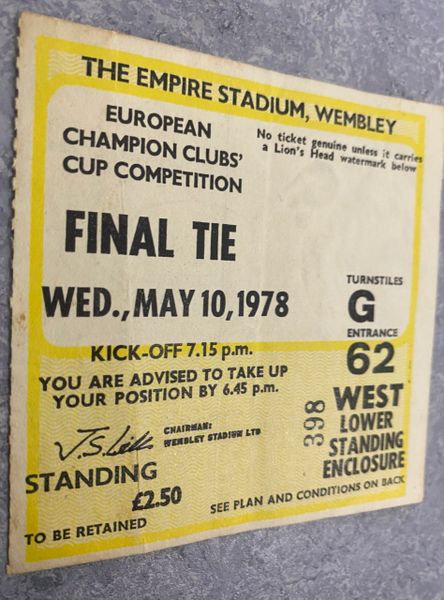 THE EMPIRE STADIUM, WEMBLEY
EUROPEAN
CHAMPION CLUBS'
CUP COMPETITION
No ticket genuine unless it carries
a Lion's Head watermark below
FINAL TIE
WED., MAY 10, 1978
KICK-OFF 7.15 p.m.
YOU ARE ADVISED TO TAKE UP
YOUR POSITION BY 6.45 p.m.
TURNSTILES
G
ENTRANCE
62
398
WEST
LOWER
STANDING
ENCLOSURE
CHAIRMAN:
WEMBLEY STADIUM LTD
STANDING
£2.50
SEE PLAN AND CONDITIONS ON BACK
TO BE RETAINED